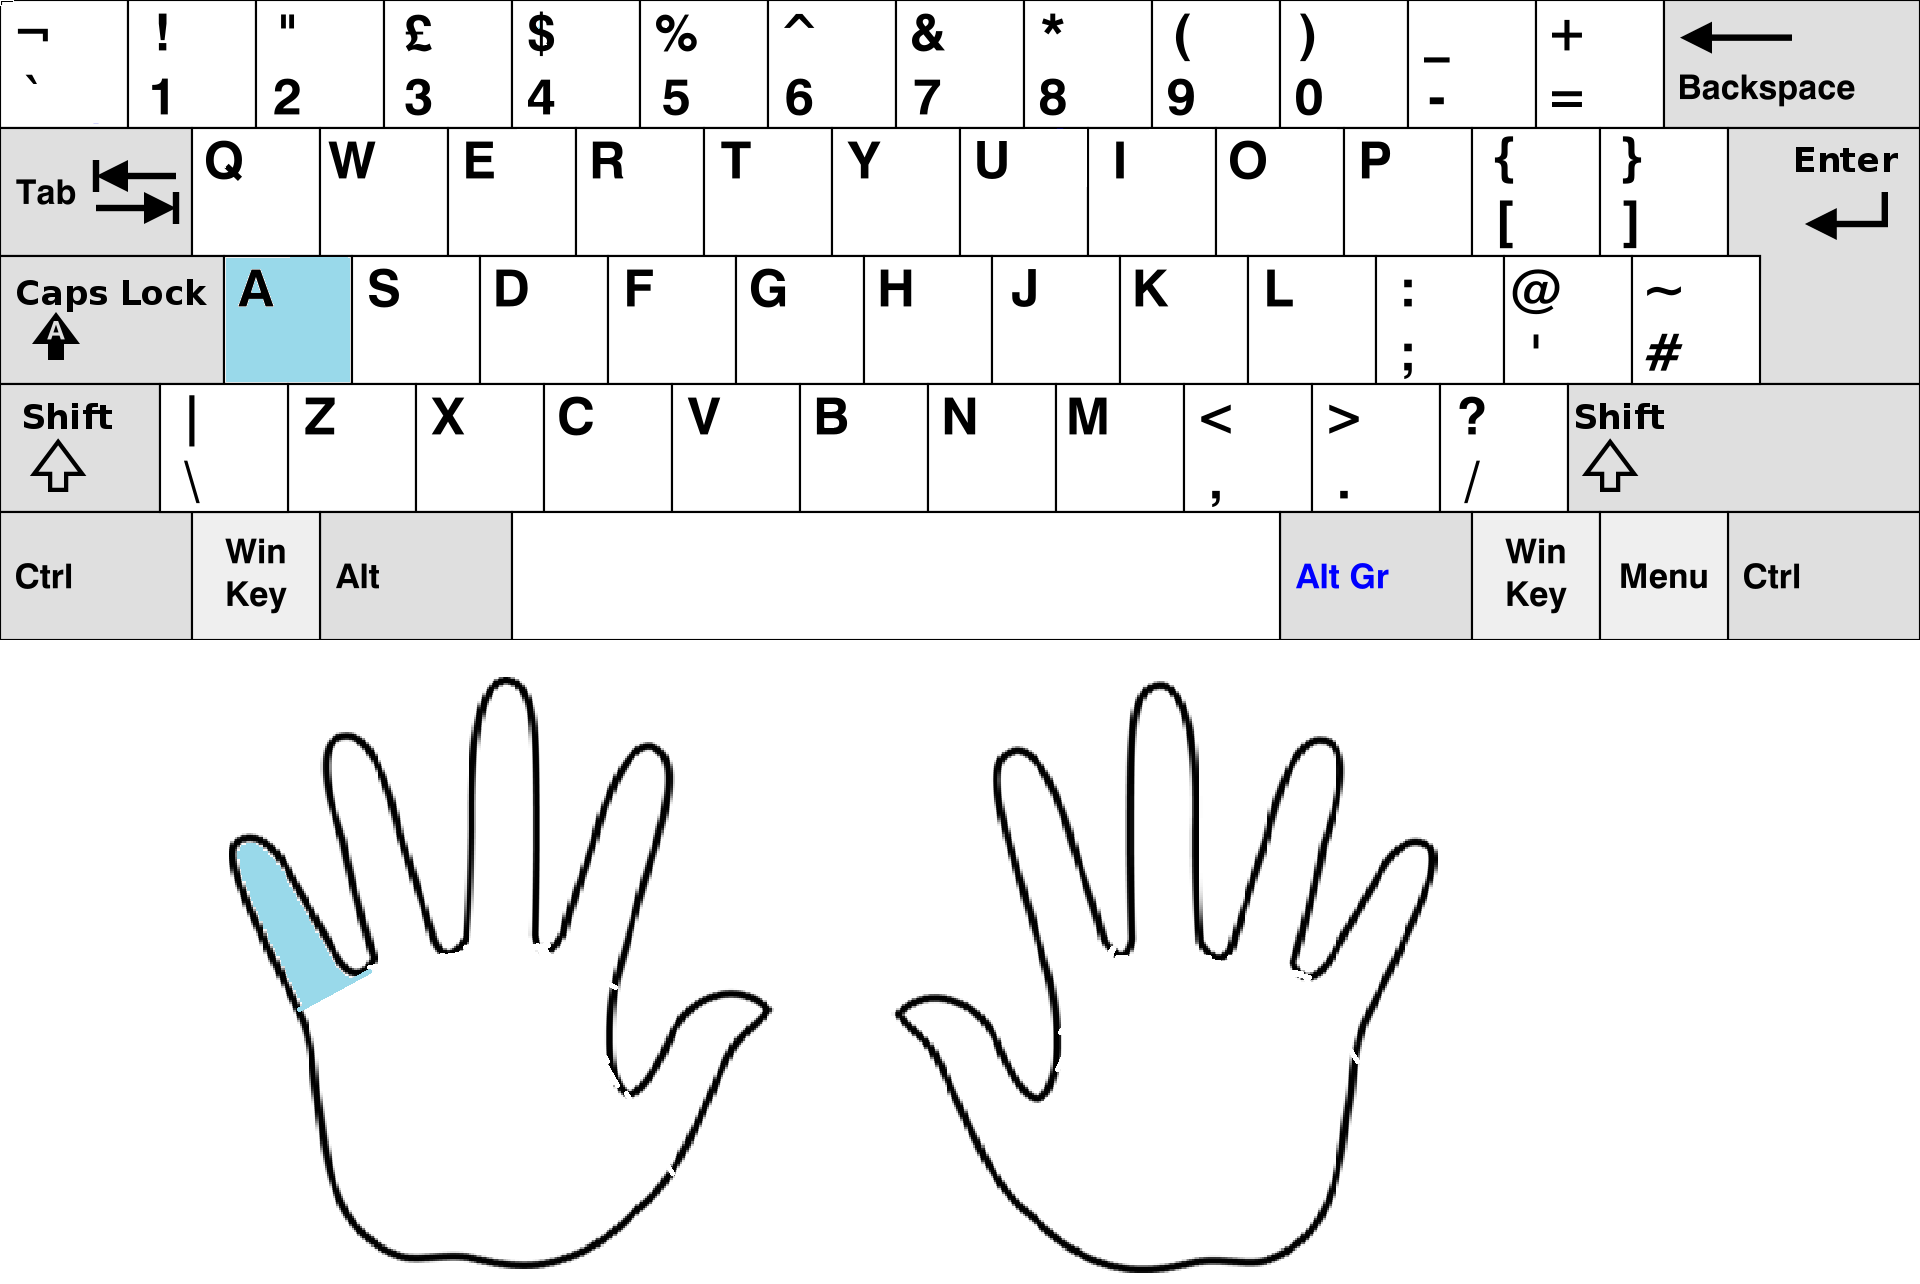 ¬ ! " £ $ % ^ & * ( ) _ +
` 1 2 3 4 5 6 7 8 9 0 - = Backspace
Tab Q W E R T Y U I O P { } Enter
[ ]
Caps Lock A S D F G H J K L : @ ~
A ; ' #
Shift | Z X C V B N M < > ? Shift
\ , . /
Ctrl Win Key Alt Alt Gr Win Key Menu Ctrl